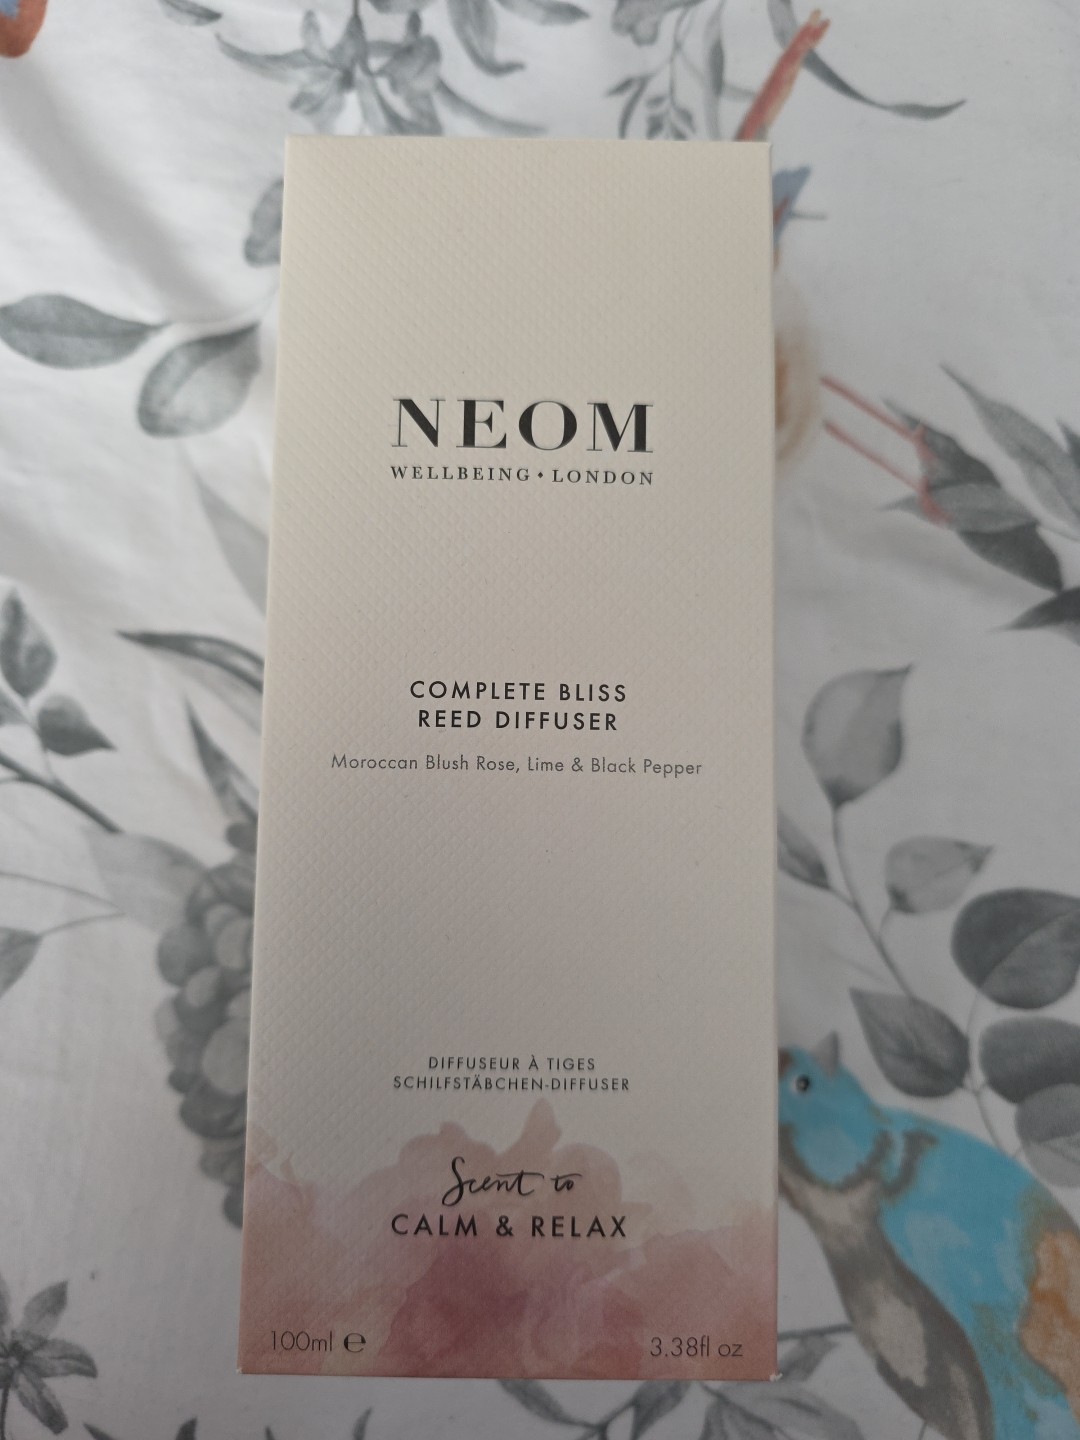 NEOM
WELLBEING • LONDON
COMPLETE BLISS
REED DIFFUSER
Moroccan Blush Rose, Lime & Black Pepper
DIFFUSEUR À TIGES
SCHILFSTÄBCHEN-DIFFUSER
Scent to
CALM & RELAX
100ml ℮
3.38fl oz